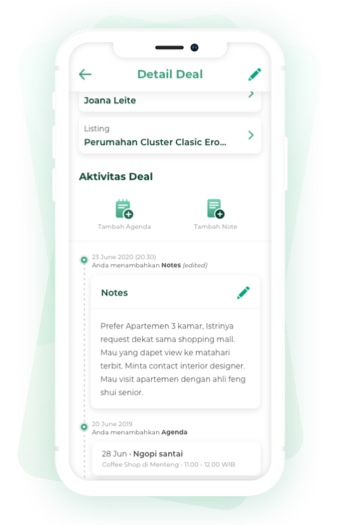 Detail Deal
Joana Leite
Listing
Perumahan Cluster Clasic Ero...
Aktivitas Deal
Tambah Agenda
Tambah Note
23 June 2020 (20.30)
Anda menambahkan Notes (edited)
Notes
Prefer Apartemen 3 kamar, Istrinya
request dekat sama shopping mall.
Mau yang dapet view ke matahari
terbit. Minta contact interior designer.
Mau visit apartemen dengan ahli feng
shui senior.
20 June 2019
Anda menambahkan Agenda
28 Jun - Ngopi santai
Coffee Shop di Menteng - 11.00 - 12.00 WIB